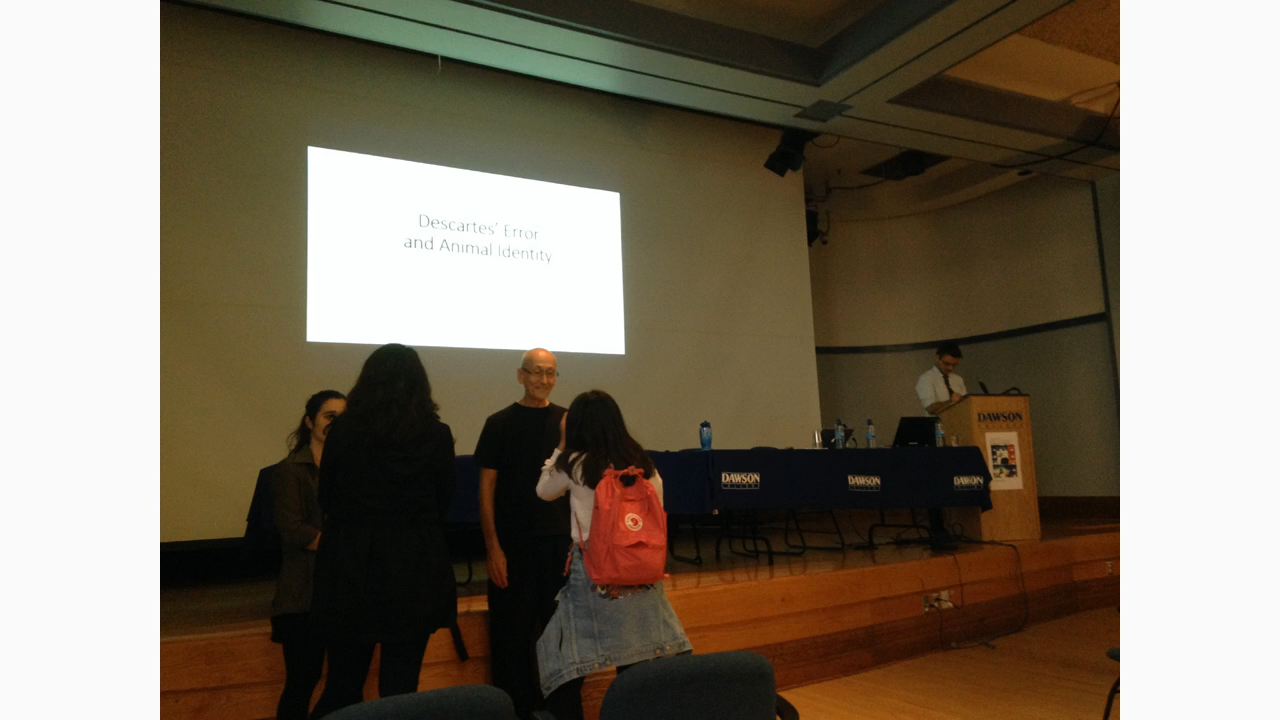 Descartes' Error
and Animal Identity
DAWSON
DAWSON
DAWSON
DAWSON